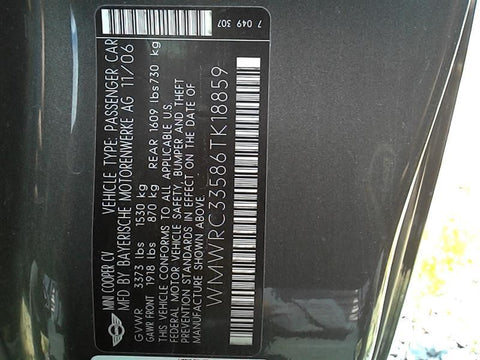 MINI COOPER CV VEHICLE TYPE: PASSENGER CAR
MFD BY BAYERISCHE MOTORENWERKE AG 11/06
GVWR 3373 lbs 1530 kg
GAWR FRONT 1918 lbs 870 kg REAR 1609 lbs 730 kg
THIS VEHICLE CONFORMS TO ALL APPLICABLE U.S.
FEDERAL MOTOR VEHICLE SAFETY, BUMPER AND THEFT
PREVENTION STANDARDS IN EFFECT ON THE DATE OF
MANUFACTURE SHOWN ABOVE.
WMWRC33586TK18859
7 049 307